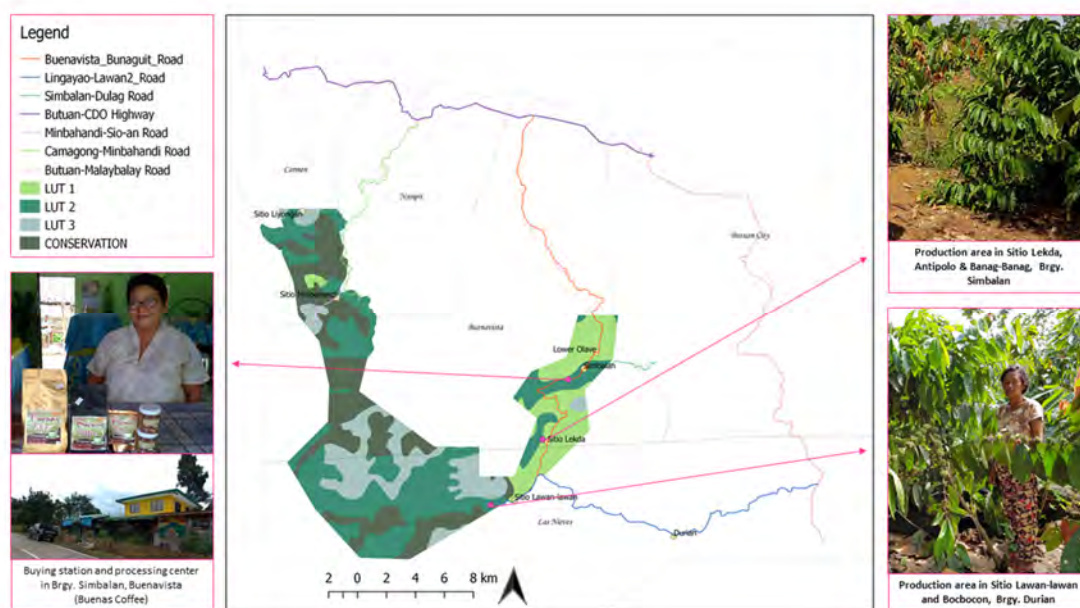 Legend
Buenavista_Bunaguit_Road
Lingayao-Lawan2_Road
Simbalan-Dulag Road
Butuan-CDO Highway
Minbahandi-Sio-an Road
Camagong-Minbahandi Road
Butuan-Malaybalay Road
LUT 1
LUT 2
LUT 3
CONSERVATION
Buying station and processing center
in Brgy. Simbalan, Buenavista
(Buenas Coffee)
Carmen
Nasipit
Sitio Liyongan
Sitio
Butuan City
Buenavista
Lower Olave
Simbalan
Sitio Lekda
Sitio Lawan-lawan
Las Nieves
Durian
2 0 2 4 6 8 km
Production area in Sitio Lekda,
Antipolo & Banag-Banag, Brgy.
Simbalan
Production area in Sitio Lawan-lawan
and Bocbocon, Brgy. Durian